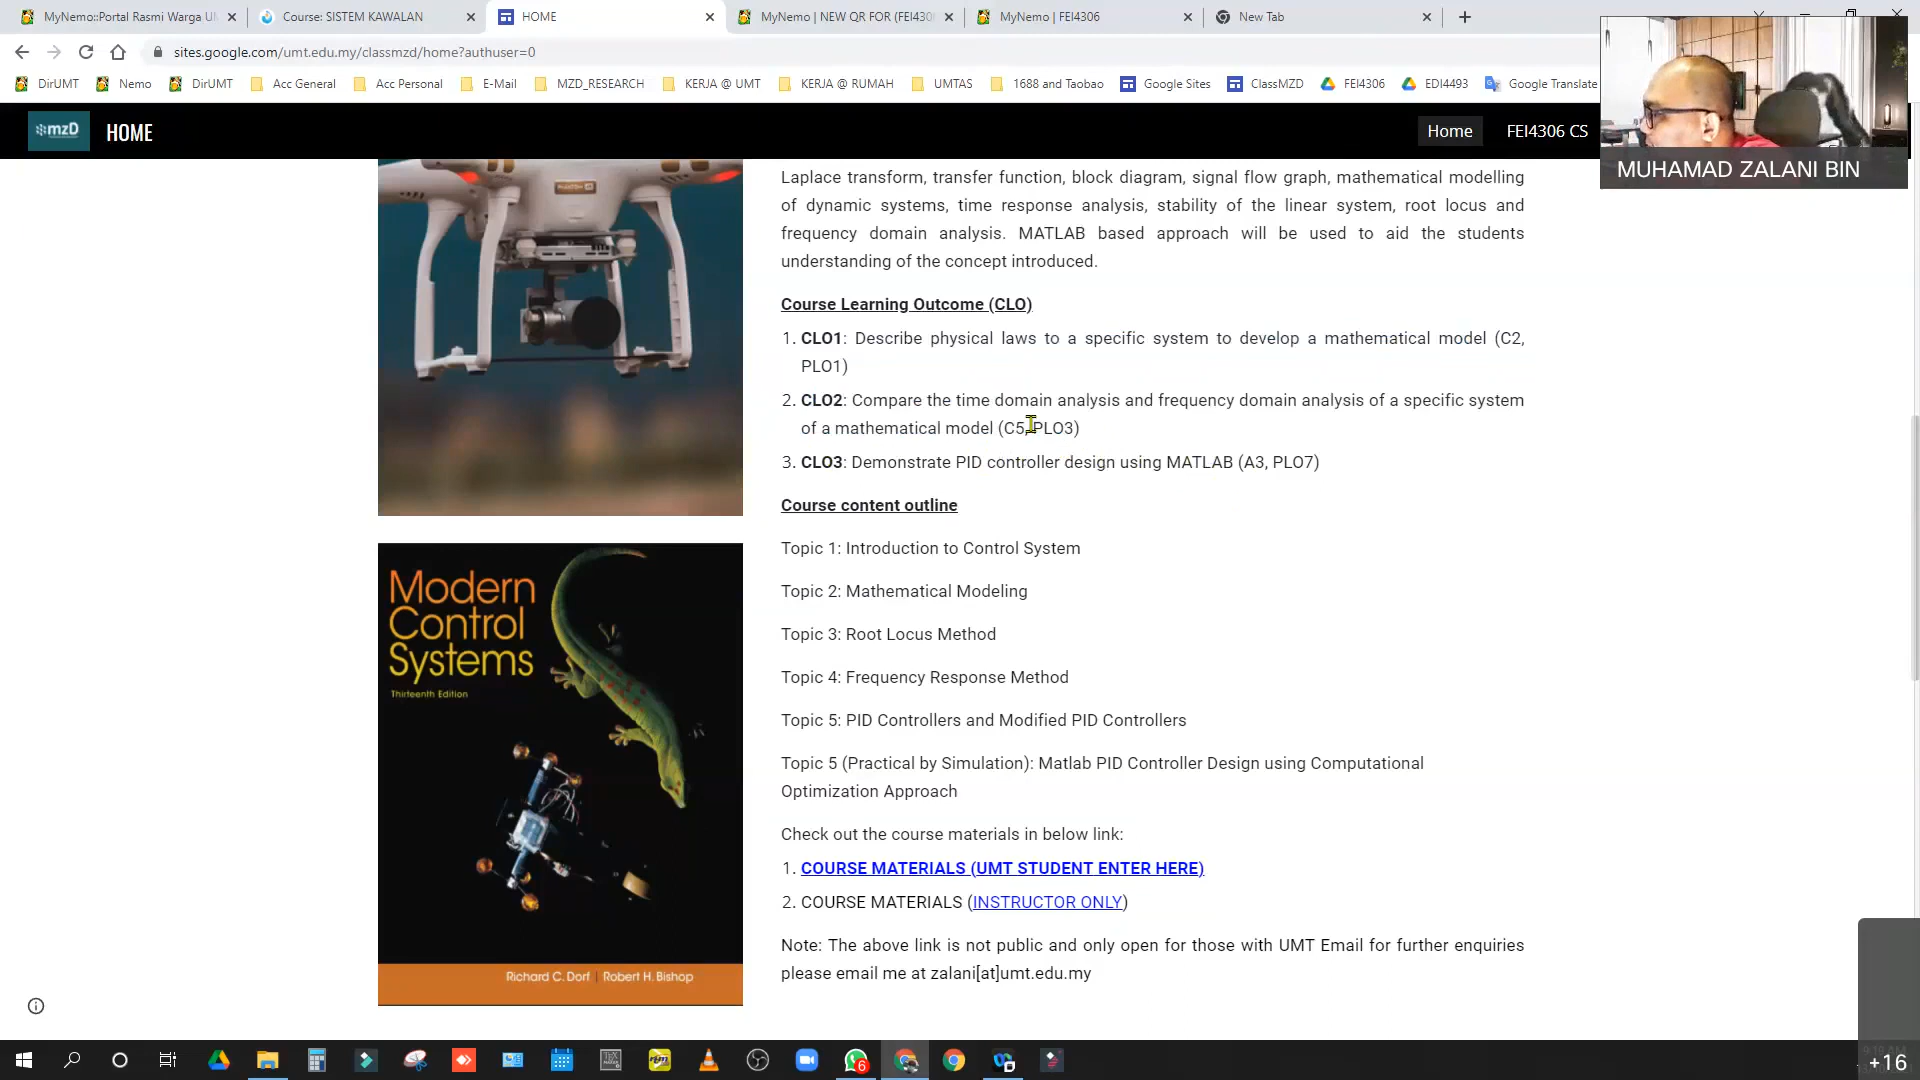 MyNemo::Portal Rasmi Warga UM
Course: SISTEM KAWALAN
HOME
MyNemo | NEW QR FOR (FEI430
MyNemo | FEI4306
New Tab
sites.google.com/umt.edu.my/classmzd/home?authuser=0
DirUMT
Nemo
DirUMT
Acc General
Acc Personal
E-Mail
MZD_RESEARCH
KERJA @ UMT
KERJA @ RUMAH
UMTAS
1688 and Taobao
Google Sites
ClassMZD
FEI4306
EDI4493
Google Translate
mzD
HOME
Home
FEI4306 CS
MUHAMAD ZALANI BIN
Laplace transform, transfer function, block diagram, signal flow graph, mathematical modelling
of dynamic systems, time response analysis, stability of the linear system, root locus and
frequency domain analysis. MATLAB based approach will be used to aid the students
understanding of the concept introduced.
Course Learning Outcome (CLO)
1. CLO1: Describe physical laws to a specific system to develop a mathematical model (C2,
PLO1)
2. CLO2: Compare the time domain analysis and frequency domain analysis of a specific system
of a mathematical model (C5, PLO3)
3. CLO3: Demonstrate PID controller design using MATLAB (A3, PLO7)
Course content outline
Topic 1: Introduction to Control System
Topic 2: Mathematical Modeling
Topic 3: Root Locus Method
Topic 4: Frequency Response Method
Topic 5: PID Controllers and Modified PID Controllers
Topic 5 (Practical by Simulation): Matlab PID Controller Design using Computational
Optimization Approach
Check out the course materials in below link:
1. COURSE MATERIALS (UMT STUDENT ENTER HERE)
2. COURSE MATERIALS (INSTRUCTOR ONLY)
Note: The above link is not public and only open for those with UMT Email for further enquiries
please email me at zalani[at]umt.edu.my
Modern
Control
Systems
Thirteenth Edition
Richard C. Dorf | Robert H. Bishop
6
+16